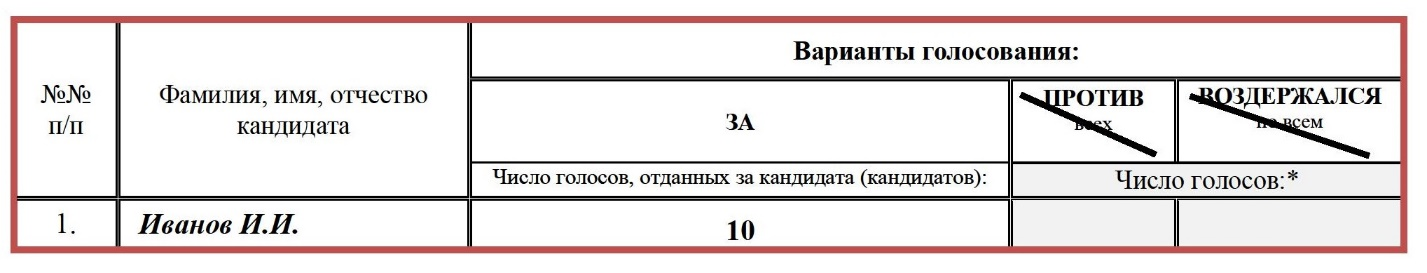 Варианты голосования:
№№
п/п
Фамилия, имя, отчество
кандидата
ЗА
ПРОТИВ
всех
ВОЗДЕРЖАЛСЯ
по всем
Число голосов, отданных за кандидата (кандидатов):
Число голосов:*
1.
Иванов И.И.
10